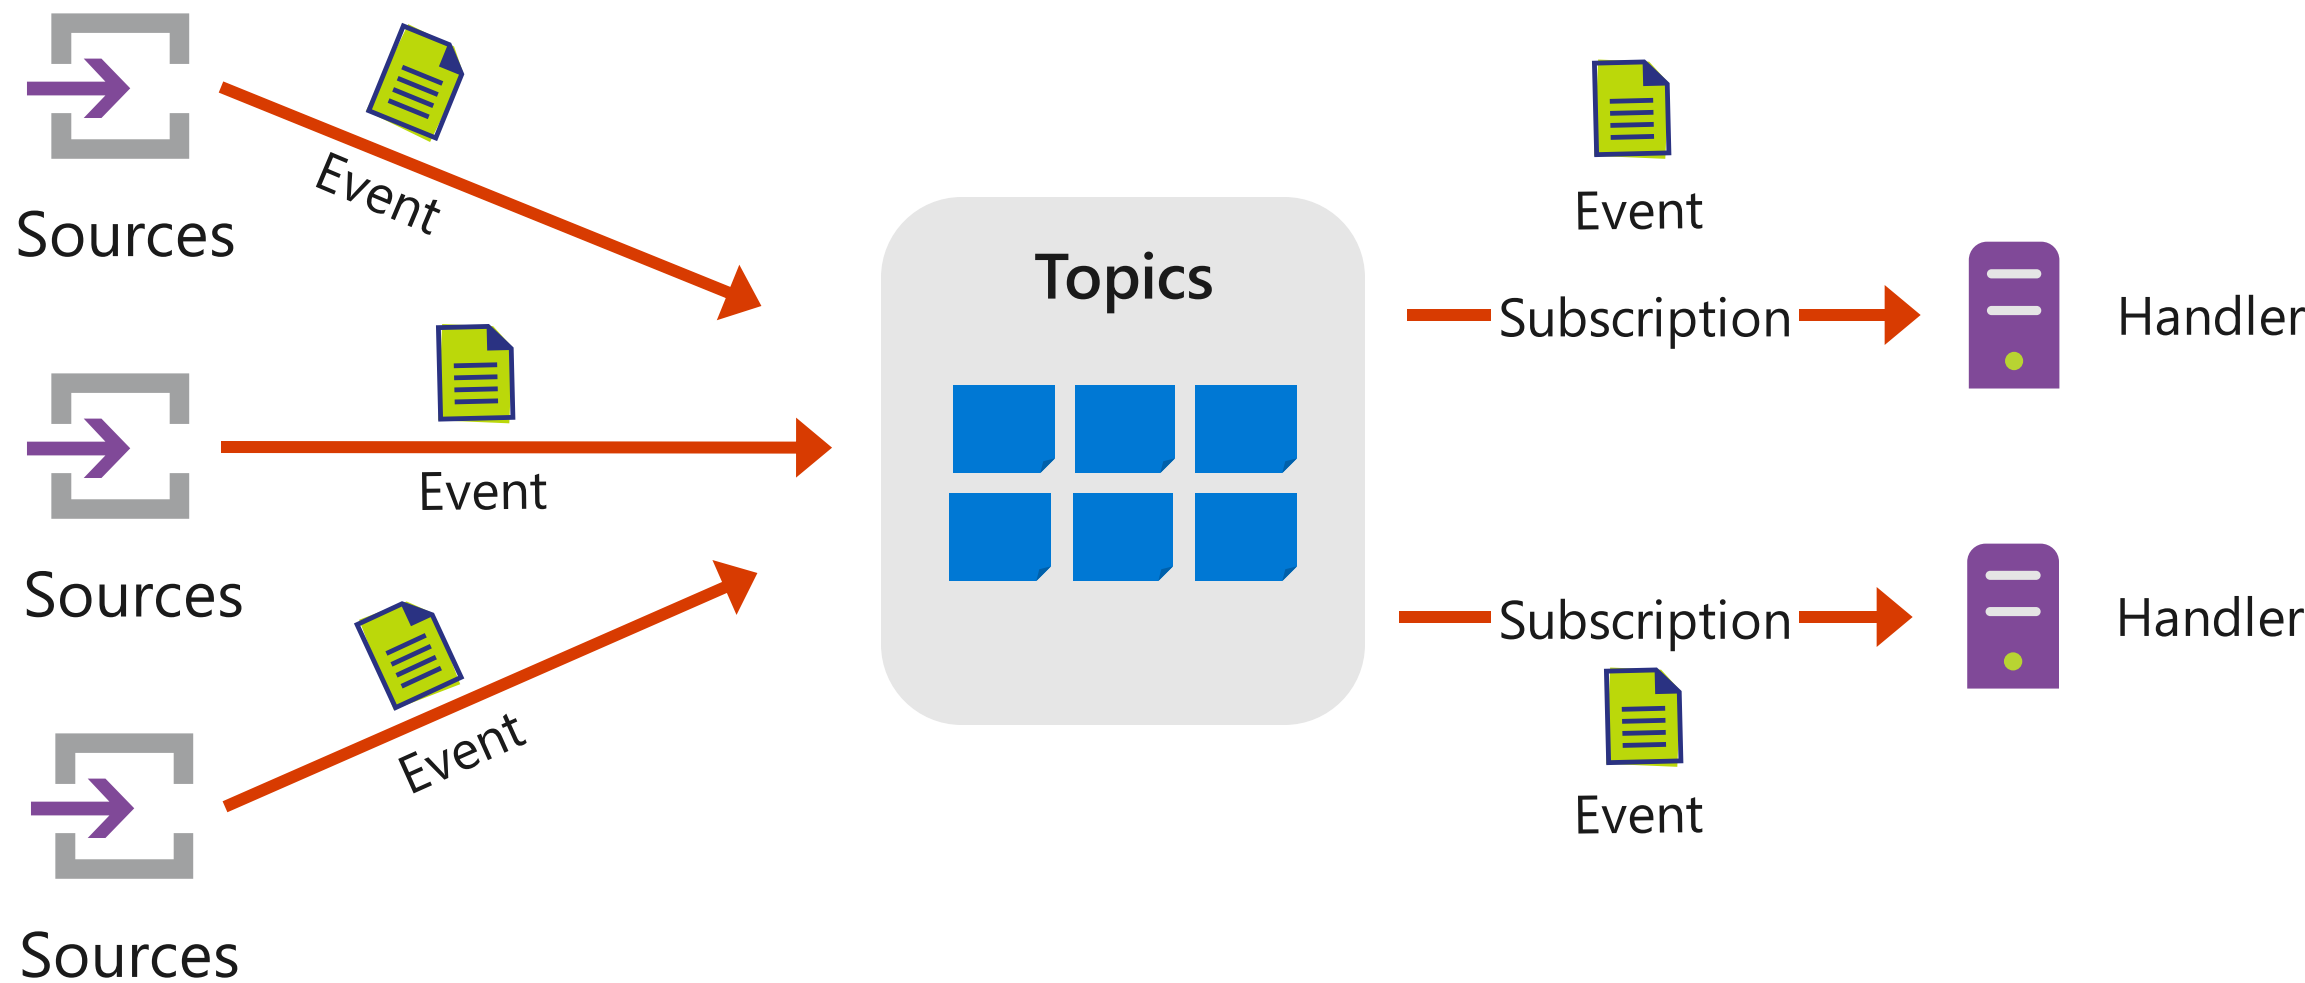 Sources
Event
Sources
Event
Sources
Event
Topics
Event
Subscription
Handler
Subscription
Handler
Event